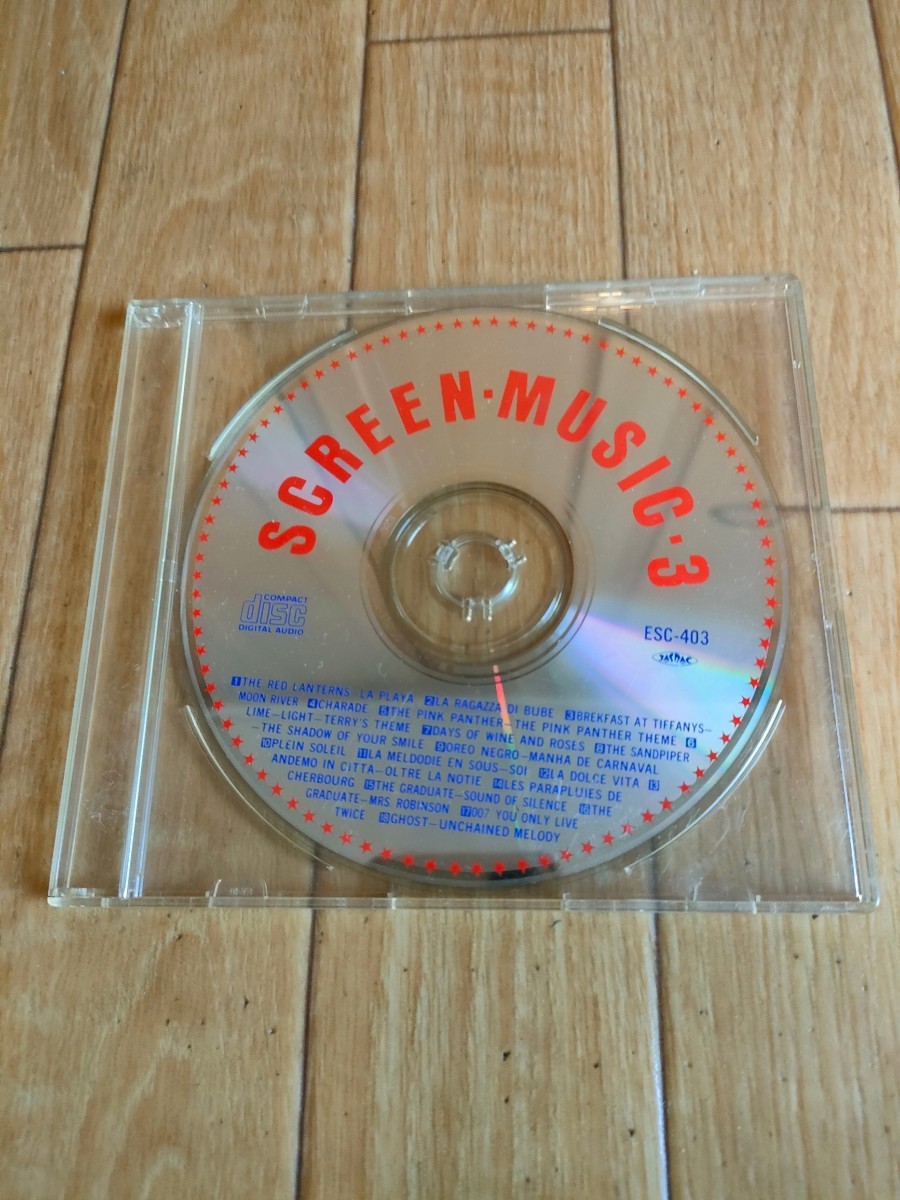 SCREEN·MUSIC·3
COMPACT
disc
DIGITAL AUDIO
ESC-403
JASRAC
1THE RED LANTERNS-LA PLAYA 2LA RAGAZZA DI BUBE 3BREKFAST AT TIFFANYS-
MOON RIVER 4CHARADE 5THE PINK PANTHER-THE PINK PANTHER THEME 6
LIME-LIGHT-TERRY'S THEME 7DAYS OF WINE AND ROSES 8THE SANDPIPER
-THE SHADOW OF YOUR SMILE 9OREO NEGRO-MANHA DE CARNAVAL
10PLEIN SOLEIL 11LA MELDODIE EN SOUS-SOI 12LA DOLCE VITA 13
ANDEMO IN CITTA-OLTRE LA NOTIE 14LES PARAPLUIES DE
CHERBOURG 15THE GRADUATE-SOUND OF SILENCE 16THE
GRADUATE-MRS. ROBINSON 17007 YOU ONLY LIVE
TWICE 18GHOST-UNCHAINED MELODY